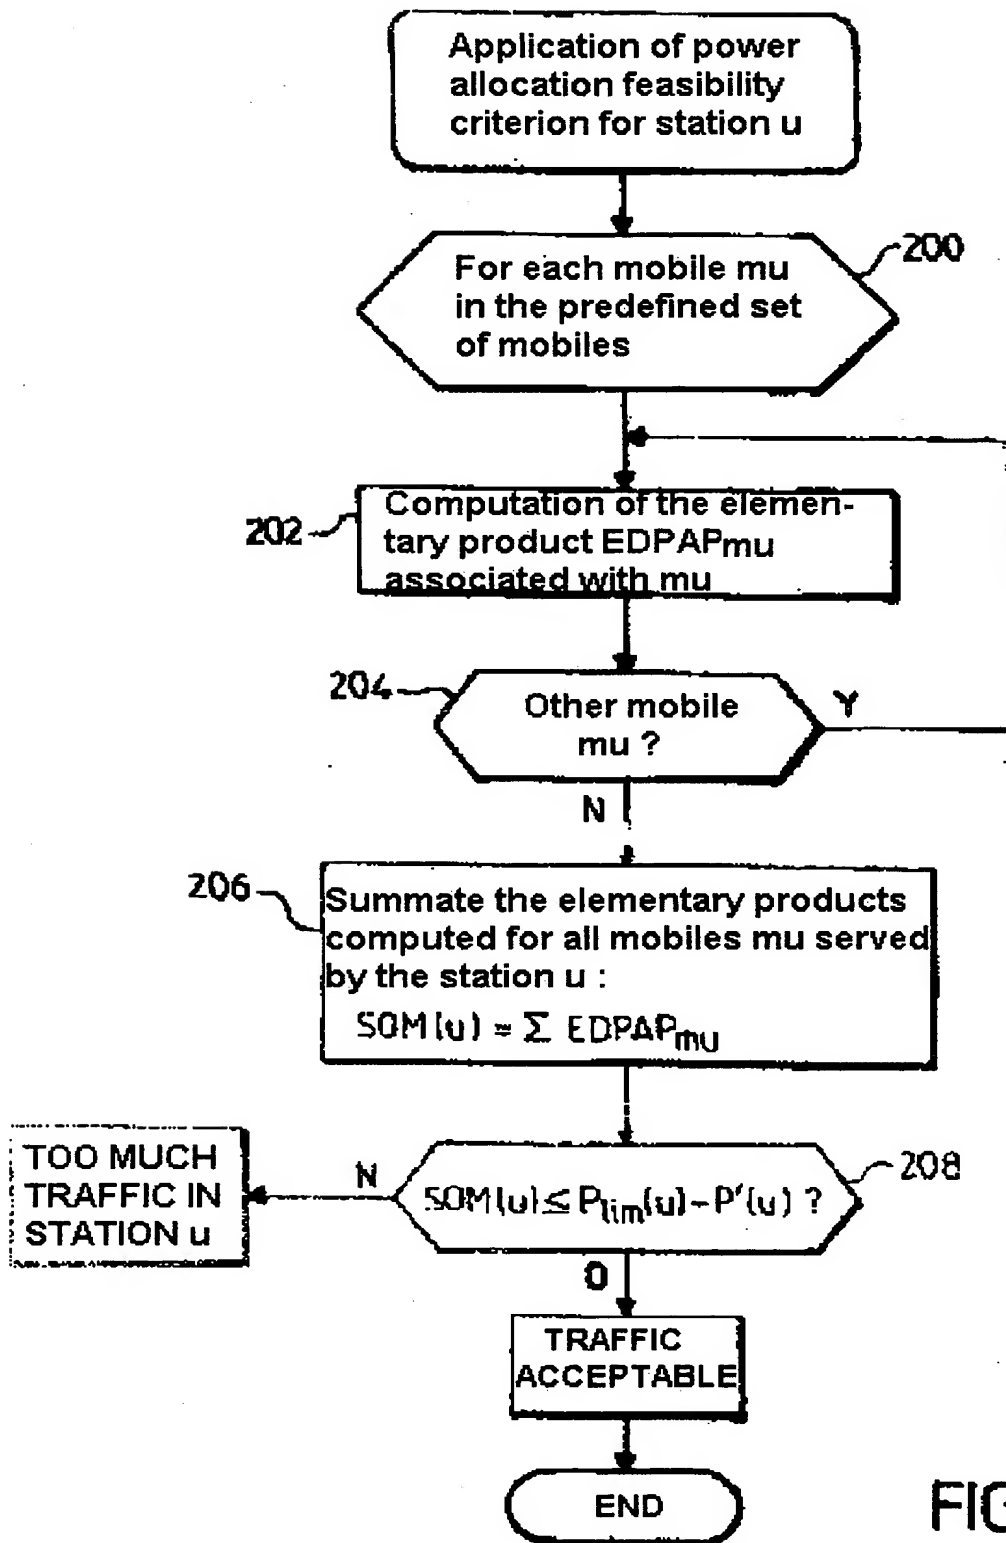 Application of power
allocation feasibility
criterion for station u
200
For each mobile mu
in the predefined set
of mobiles
202
Computation of the elemen-
tary product EDPAPmu
associated with mu
204
Other mobile
mu ?
Y
N
206
Summate the elementary products
computed for all mobiles mu served
by the station u :
SOM(u) = Σ EDPAPmu
TOO MUCH
TRAFFIC IN
STATION u
N
SOM(u) ≤ Plim(u) - P'(u) ?
208
O
TRAFFIC
ACCEPTABLE
END
FIG